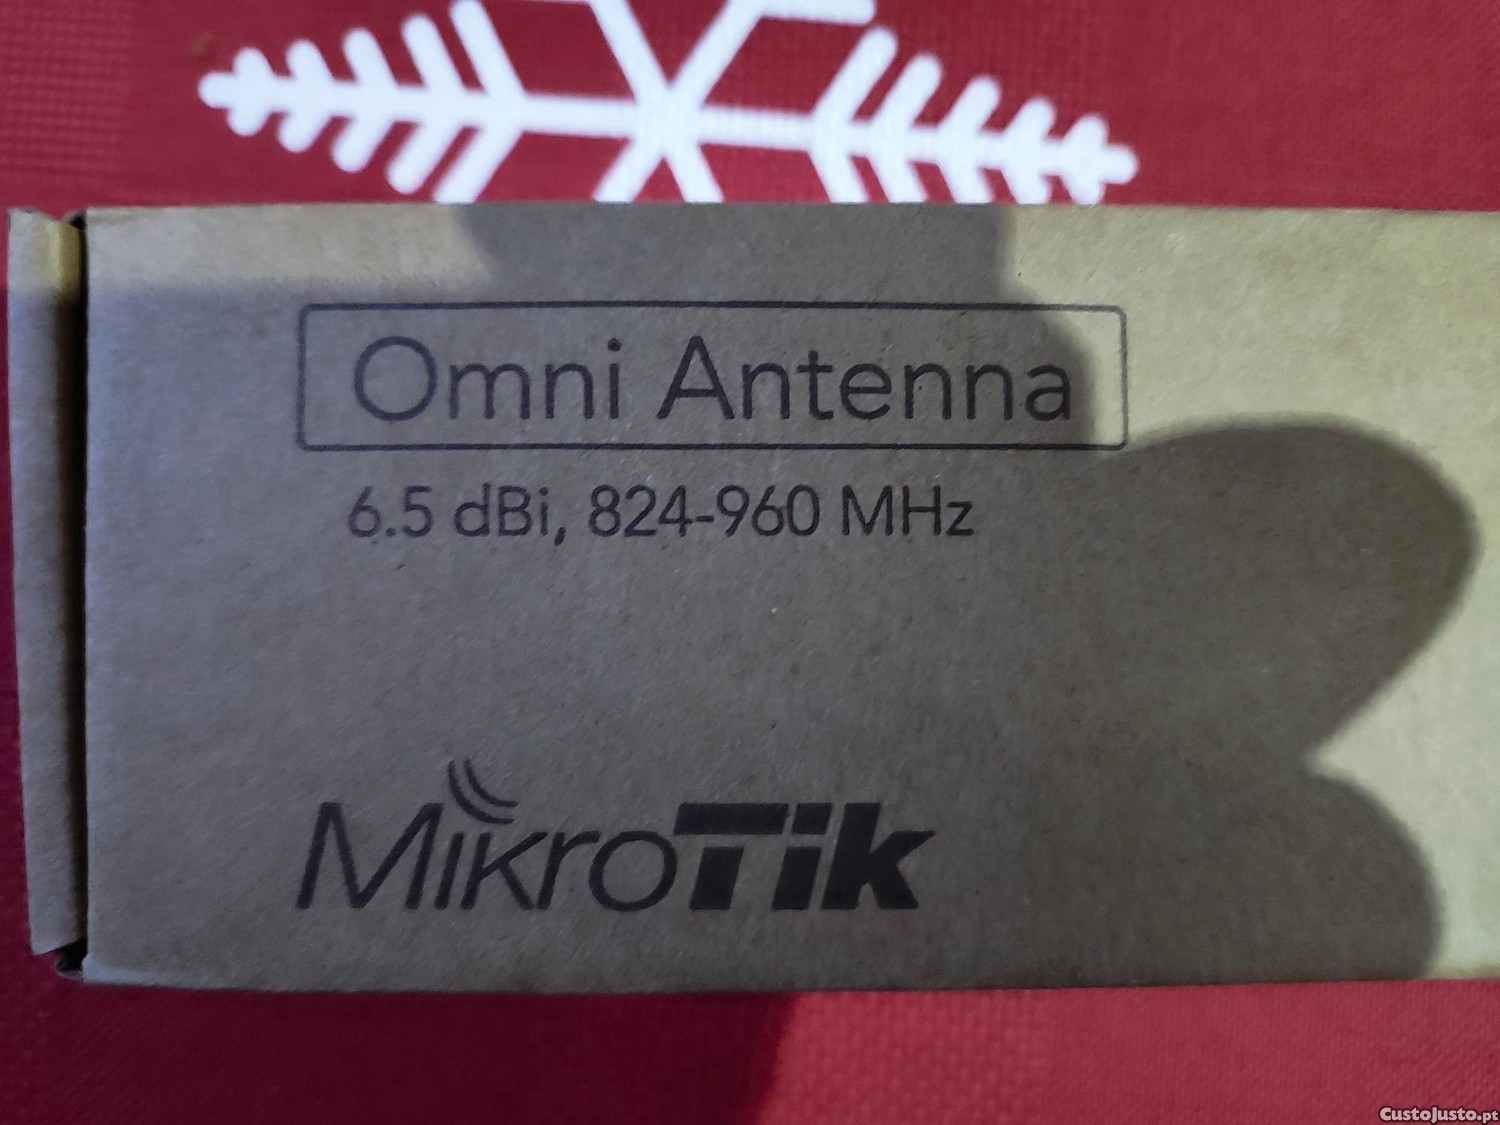 Omni Antenna
6.5 dBi, 824-960 MHz
MikroTik
CustoJusto.pt